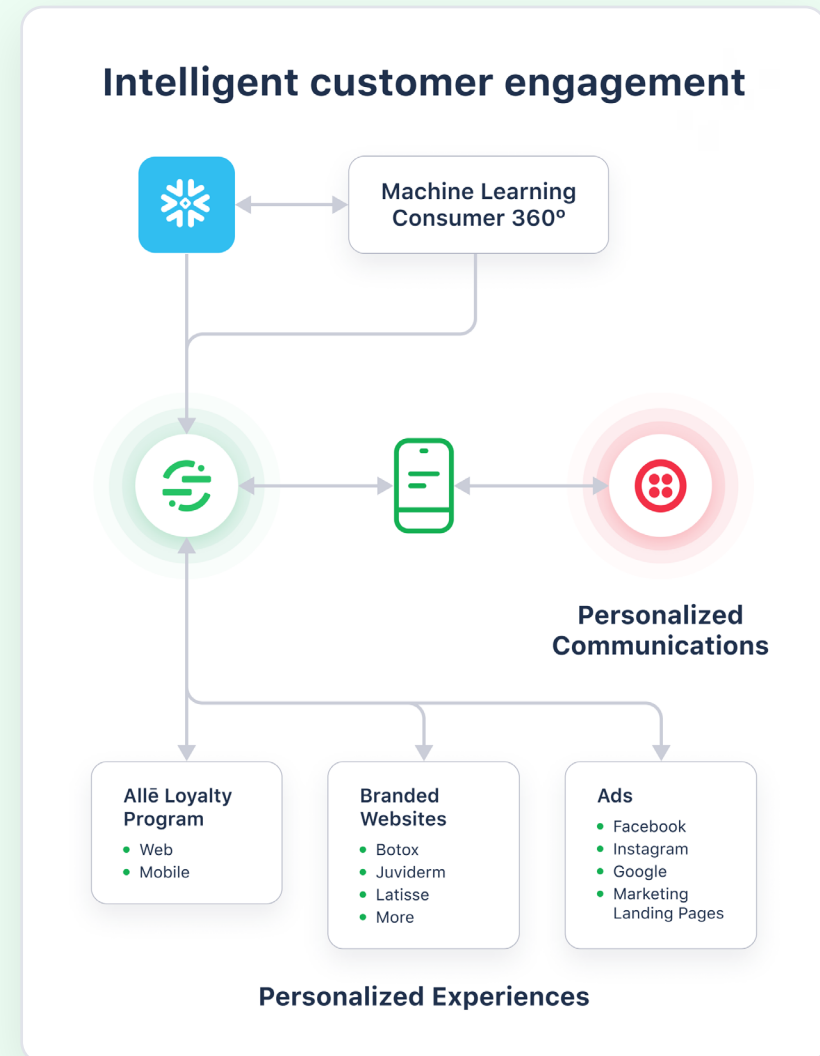 Intelligent customer engagement
Machine Learning
Consumer 360º
Personalized
Communications
Allē Loyalty
Program
Web
Mobile
Branded
Websites
Botox
Juviderm
Latisse
More
Ads
Facebook
Instagram
Google
Marketing
Landing Pages
Personalized Experiences